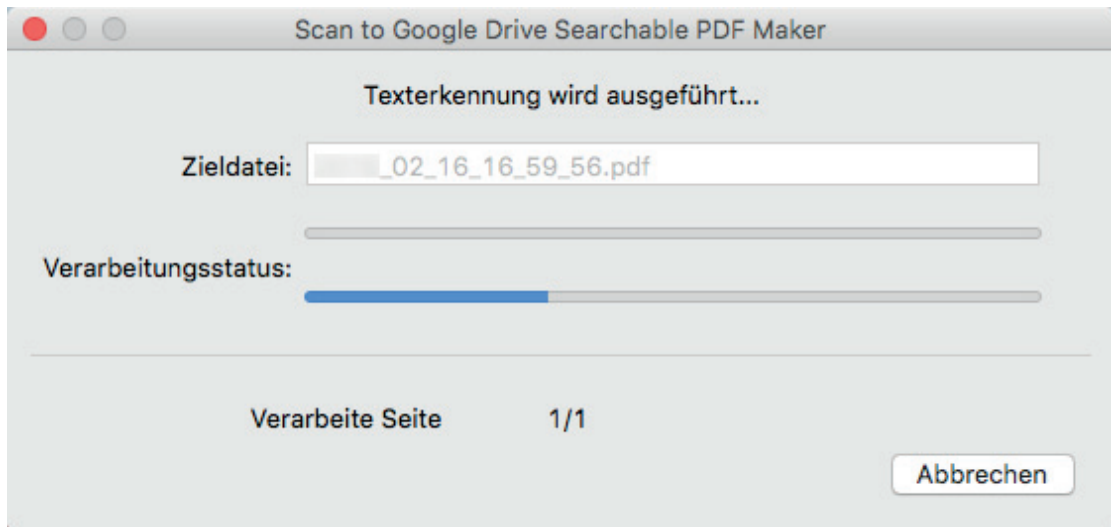 Scan to Google Drive Searchable PDF Maker
Texterkennung wird ausgeführt...
Zieldatei: _02_16_16_59_56.pdf
Verarbeitungsstatus:
Verarbeite Seite 1/1
Abbrechen